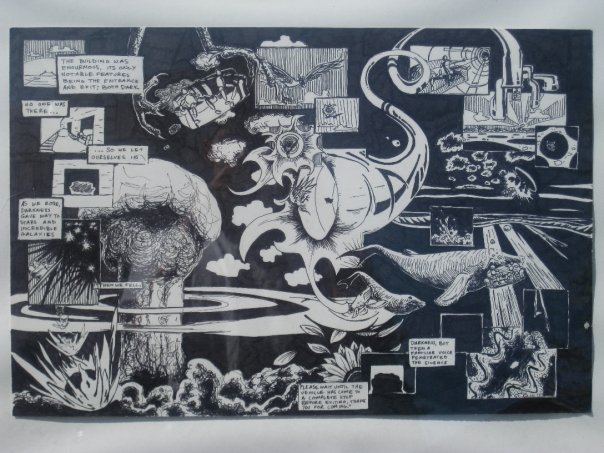 THE BUILDING WAS
ENOURMOUS, ITS ONLY
NOTABLE FEATURES
BEING THE ENTRANCE
AND EXIT; BOTH DARK.
NO ONE WAS
THERE...
...SO WE LET
OURSELVES IN.
AS WE RODE,
DARKNESS
GAVE WAY TO
STARS AND
INCREDIBLE
GALAXIES
THEN WE FELL.
DARKNESS, BUT
THEN A
FAMILIAR VOICE
PENETRATED
THE SILENCE
"PLEASE WAIT UNTIL THE
VEHICLE HAS COME TO
A COMPLETE STOP
BEFORE EXITING, THANK
YOU FOR COMING."